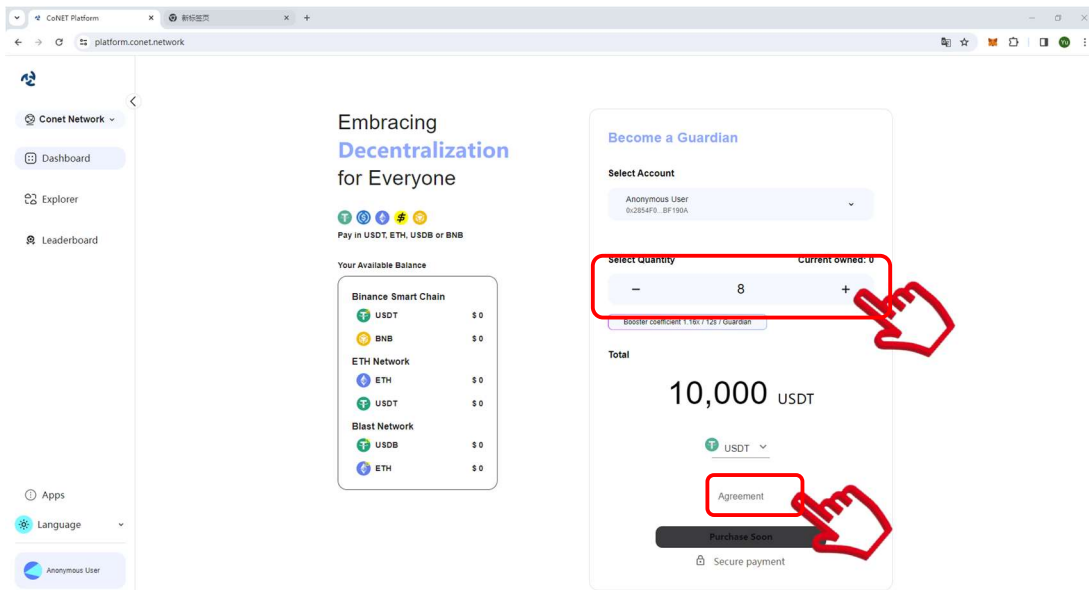 CoNET Platform
新标签页
platform.conet.network
Yu
Conet Network
Dashboard
Explorer
Leaderboard
Apps
Language
Anonymous User
Embracing
Decentralization
for Everyone
Pay in USDT, ETH, USDB or BNB
Your Available Balance
Binance Smart Chain
USDT $ 0
BNB $ 0
ETH Network
ETH $ 0
USDT $ 0
Blast Network
USDB $ 0
ETH $ 0
Become a Guardian
Select Account
Anonymous User
0x2854F0...BF190A
Select Quantity Current owned: 0
− 8 +
Booster coefficient 1.16x / 12s / Guardian
Total
10,000 USDT
USDT
Agreement
Purchase Soon
Secure payment